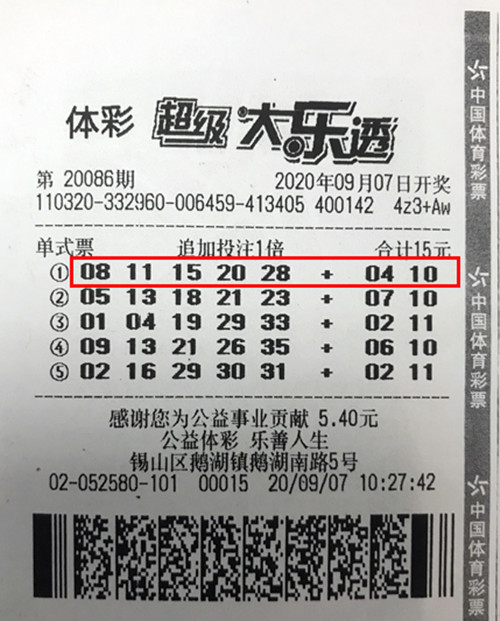 体彩 超级大乐透
第 20086期 2020年09月07日开奖
110320-332960-006459-413405 400142 4z3+Aw
单式票 追加投注1倍 合计15元
① 08 11 15 20 28 + 04 10
② 05 13 18 21 23 + 07 10
③ 01 04 19 29 33 + 02 11
④ 09 13 21 26 35 + 06 10
⑤ 02 16 29 30 31 + 02 11
感谢您为公益事业贡献 5.40元
公益体彩 乐善人生
锡山区鹅湖镇鹅湖南路5号
02-052580-101 00015 20/09/07 10:27:42
中国体育彩票
中国体育彩票
中国体育彩票